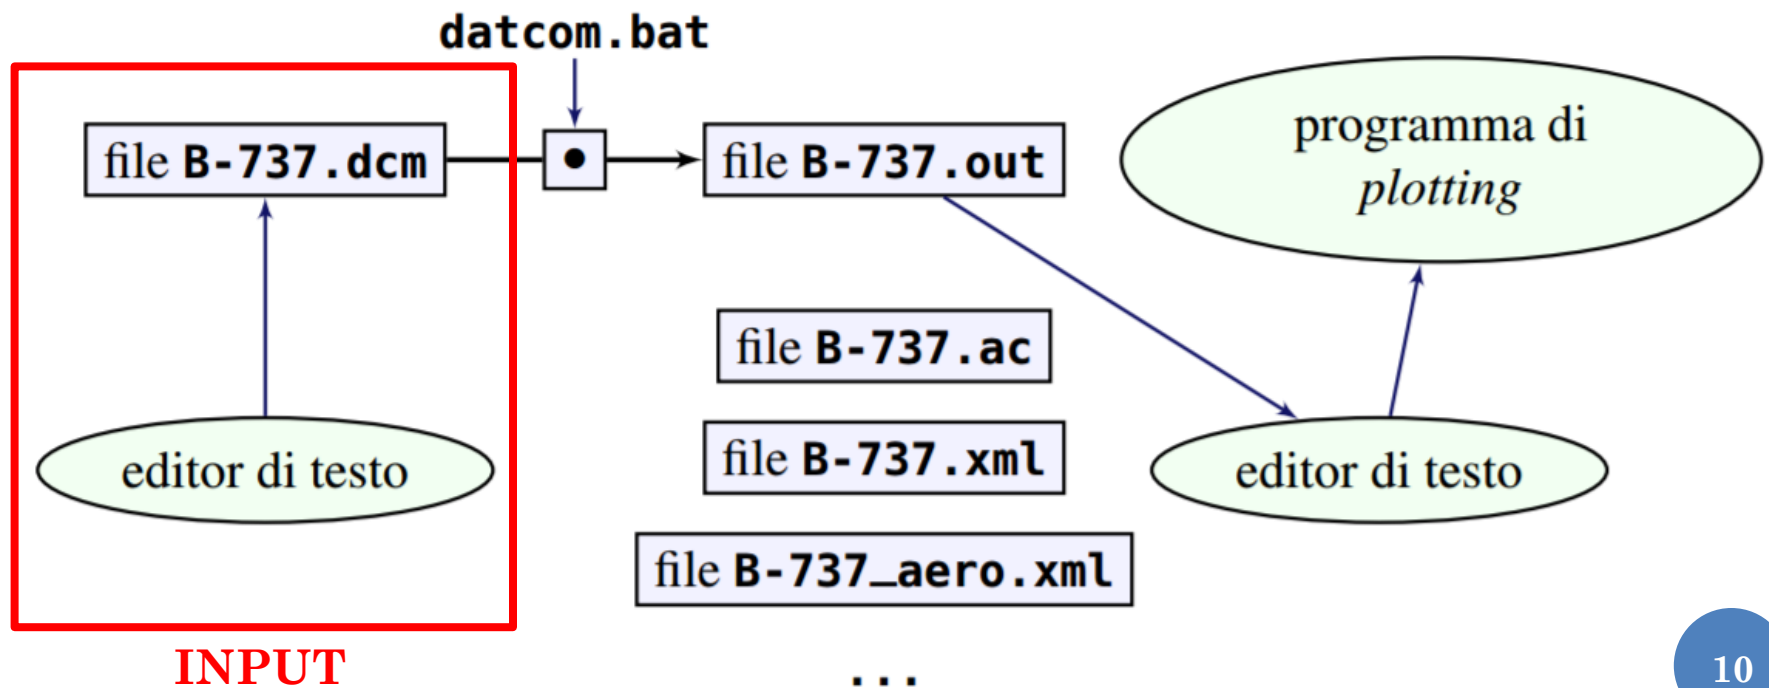 datcom.bat
file B-737.dcm
file B-737.out
programma di
plotting
file B-737.ac
file B-737.xml
editor di testo
editor di testo
file B-737_aero.xml
INPUT
...
10